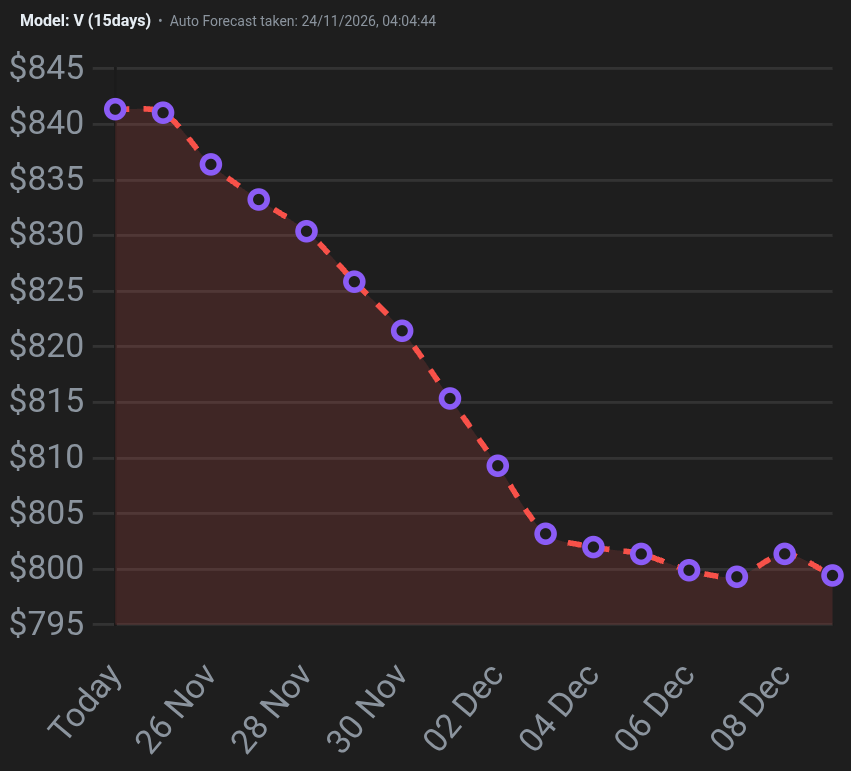 Model: V (15days) • Auto Forecast taken: 24/11/2026, 04:04:44
$845
$840
$835
$830
$825
$820
$815
$810
$805
$800
$795
Today
26 Nov
28 Nov
30 Nov
02 Dec
04 Dec
06 Dec
08 Dec